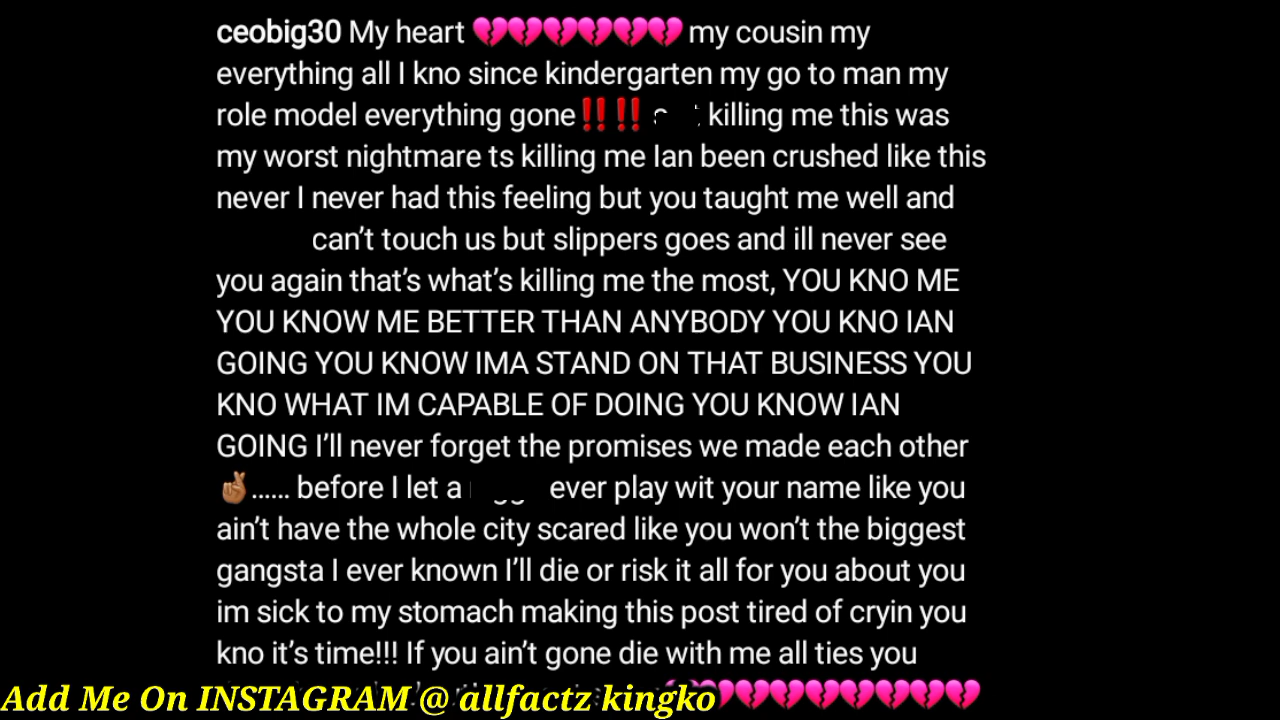 ceobig30 My heart 💔💔💔💔💔💔 my cousin my
everything all I kno since kindergarten my go to man my
role model everything gone‼️‼️ killing me this was
my worst nightmare ts killing me Ian been crushed like this
never I never had this feeling but you taught me well and
can't touch us but slippers goes and ill never see
you again that's what's killing me the most, YOU KNO ME
YOU KNOW ME BETTER THAN ANYBODY YOU KNO IAN
GOING YOU KNOW IMA STAND ON THAT BUSINESS YOU
KNO WHAT IM CAPABLE OF DOING YOU KNOW IAN
GOING I'll never forget the promises we made each other
🤞🏾...... before I let a ever play wit your name like you
ain't have the whole city scared like you won't the biggest
gangsta I ever known I'll die or risk it all for you about you
im sick to my stomach making this post tired of cryin you
kno it's time!!! If you ain't gone die with me all ties you
💔💔💔💔💔💔💔💔💔
Add Me On INSTAGRAM @ allfactz kingko